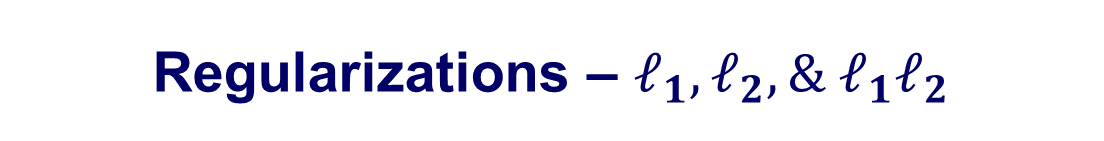 Regularizations – ℓ₁, ℓ₂, & ℓ₁ℓ₂